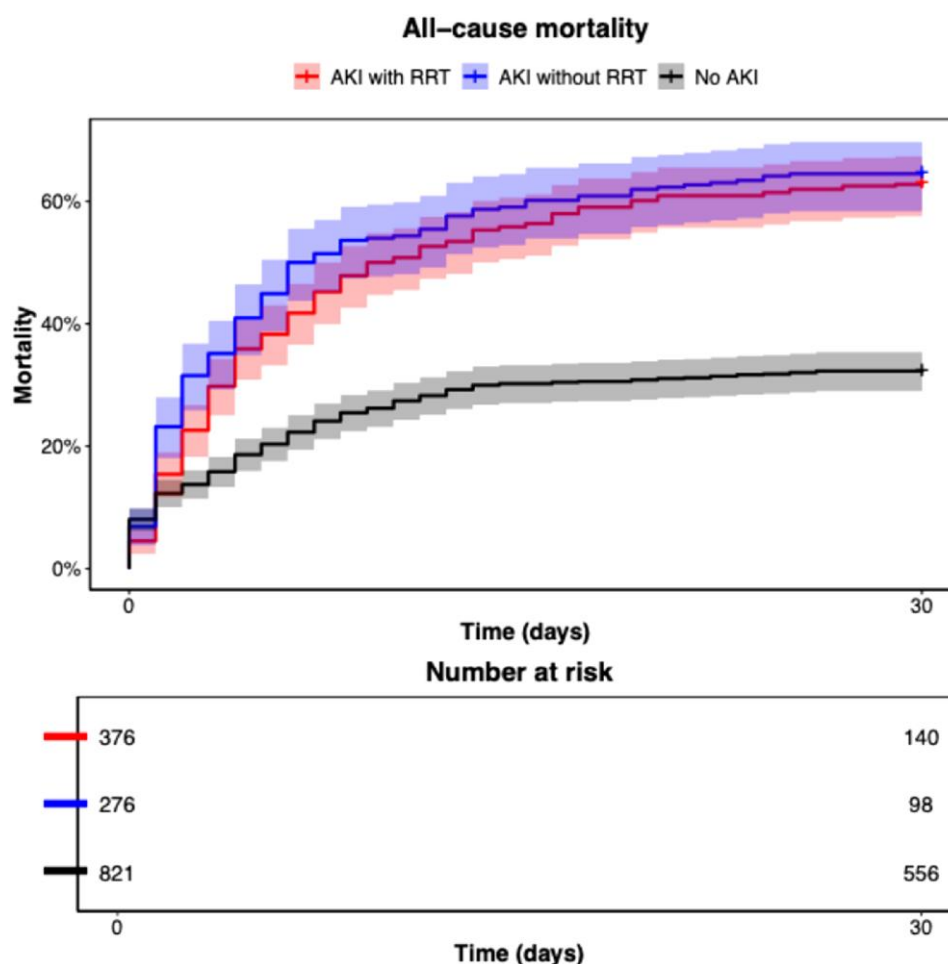 All-cause mortality
AKI with RRT AKI without RRT No AKI
60%
40%
20%
0%
Mortality
0 30
Time (days)
Number at risk
376 140
276 98
821 556
0 30
Time (days)